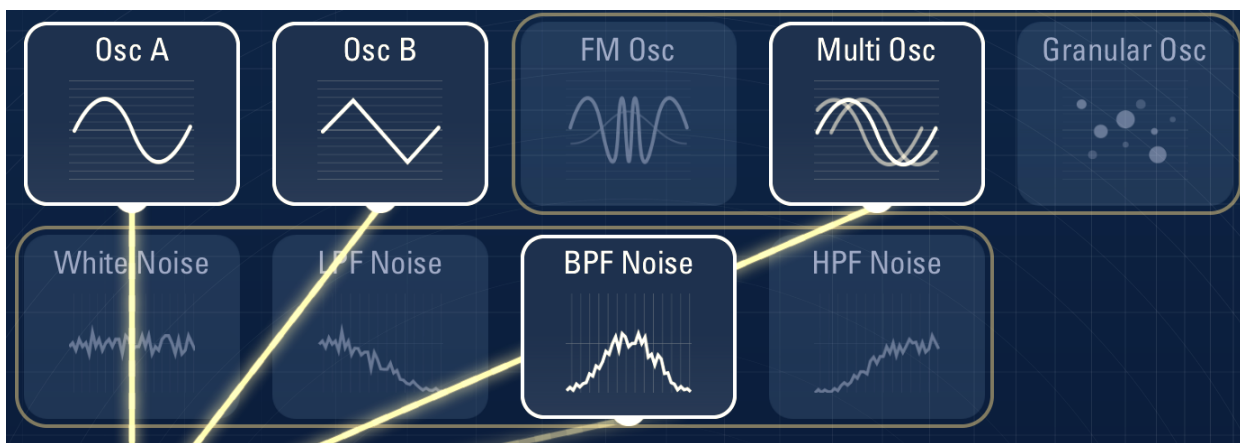 Osc A
Osc B
FM Osc
Multi Osc
Granular Osc
White Noise
LPF Noise
BPF Noise
HPF Noise